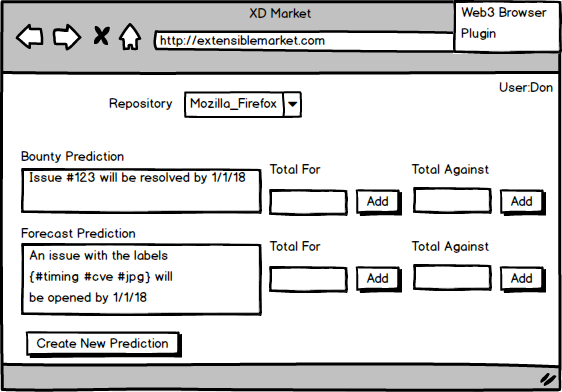 XD Market
Web3 Browser
Plugin
http://extensiblemarket.com
User:Don
Repository Mozilla_Firefox
Bounty Prediction
Total For Total Against
Issue #123 will be resolved by 1/1/18
Add Add
Forecast Prediction
Total For Total Against
An issue with the labels
{#timing #cve #jpg} will
be opened by 1/1/18
Add Add
Create New Prediction